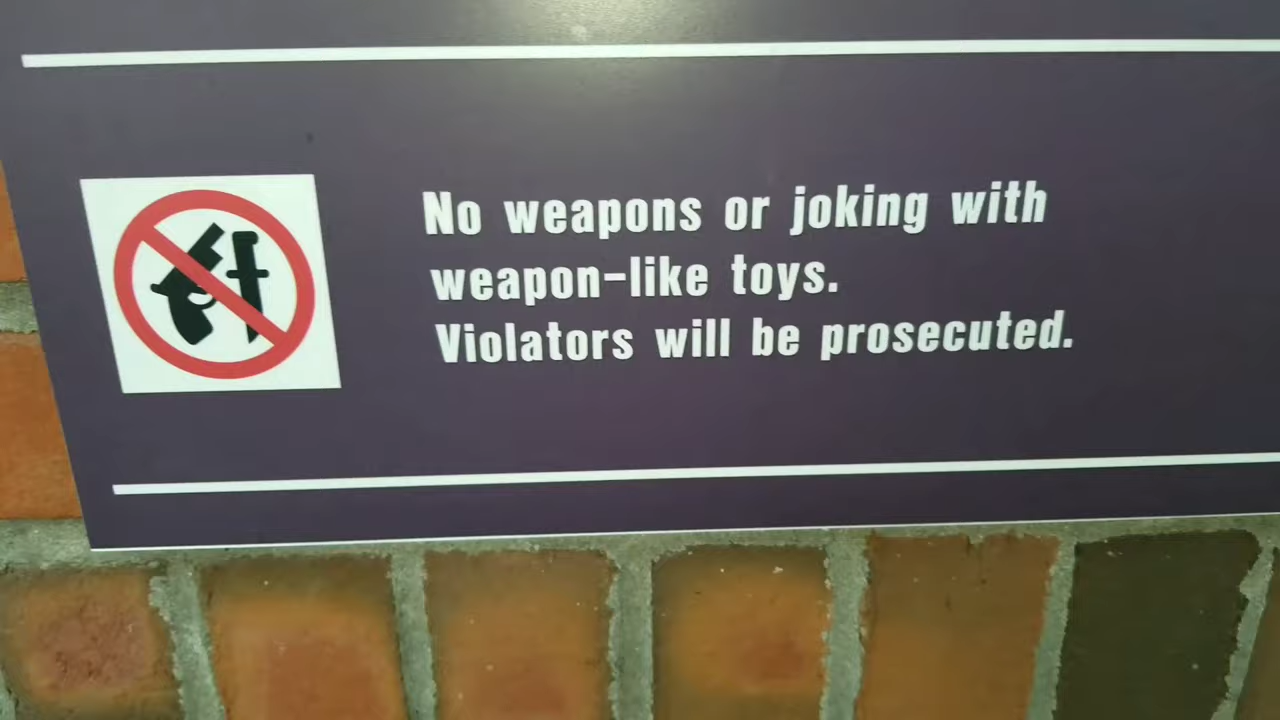 No weapons or joking with
weapon-like toys.
Violators will be prosecuted.